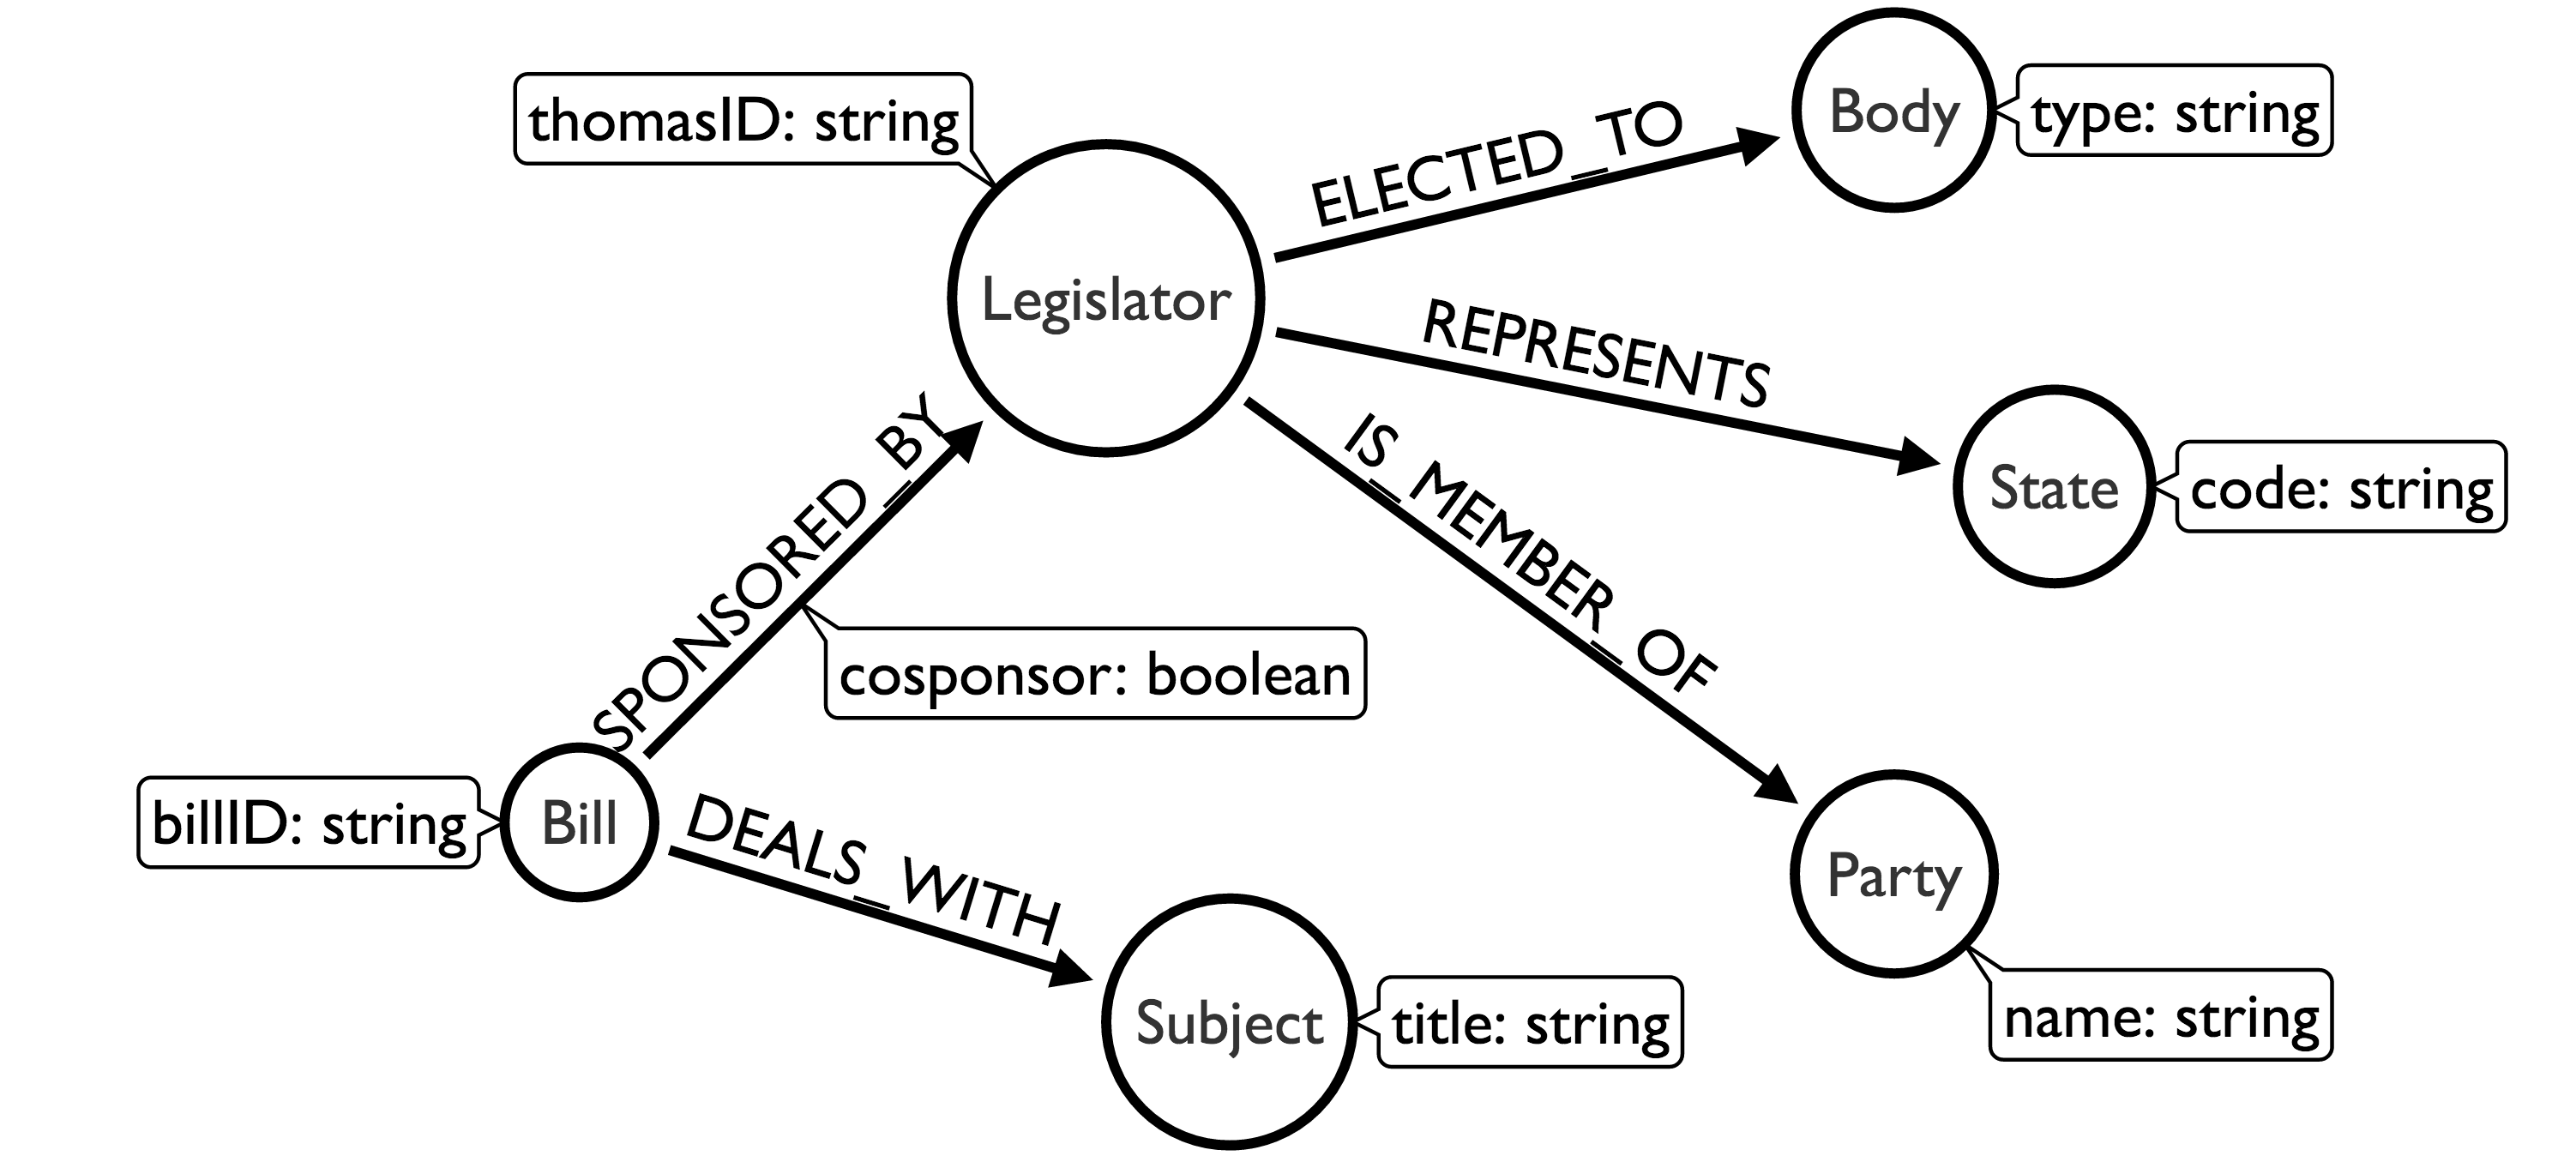 thomasID: string
Body
type: string
ELECTED_TO
Legislator
REPRESENTS
State
code: string
SPONSORED_BY
IS_MEMBER_OF
cosponsor: boolean
billID: string
Bill
DEALS_WITH
Party
Subject
title: string
name: string